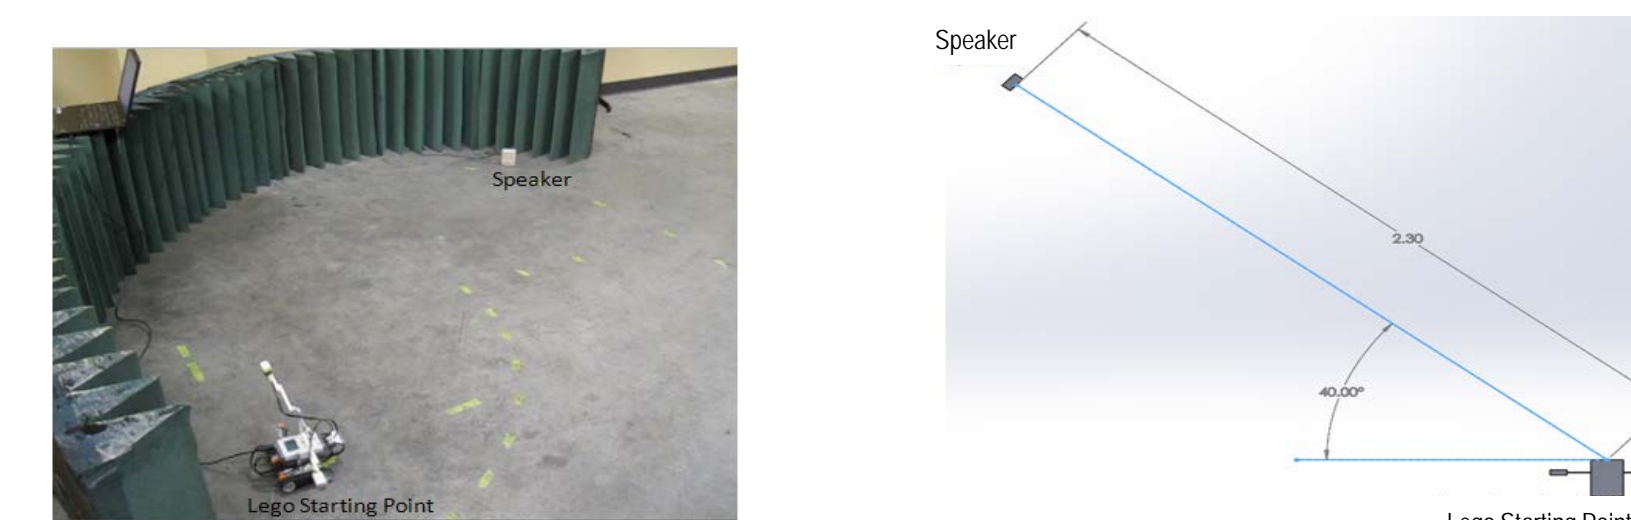 Speaker
Lego Starting Point
Speaker
2.30
40.00°
Lego Starting Point